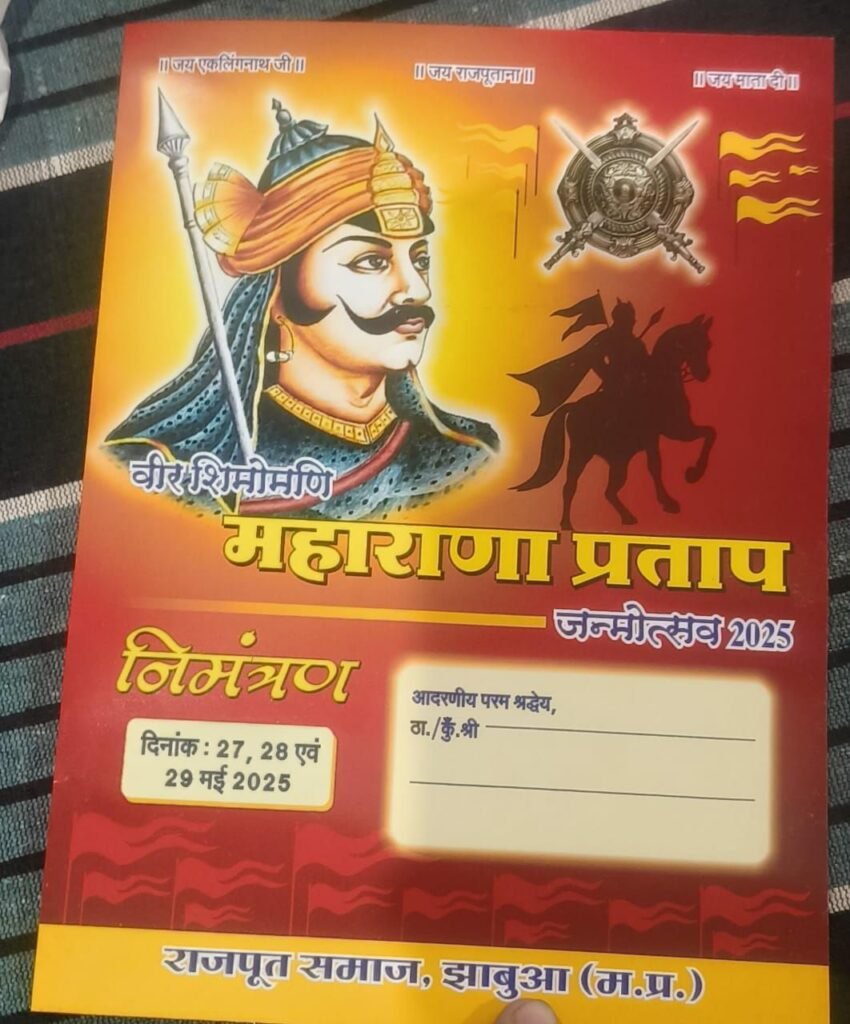 ॥ जय एकलिंगनाथ जी ॥
॥ जय राजपूताना ॥
॥ जय माता दी ॥
वीर शिमोमणि
महाराणा प्रताप
जन्मोत्सव 2025
निमंत्रण
दिनांक : 27, 28 एवं
29 मई 2025
आदरणीय परम श्रद्धेय,
ठा./कुँ.श्री
राजपूत समाज, झाबुआ (म.प्र.)